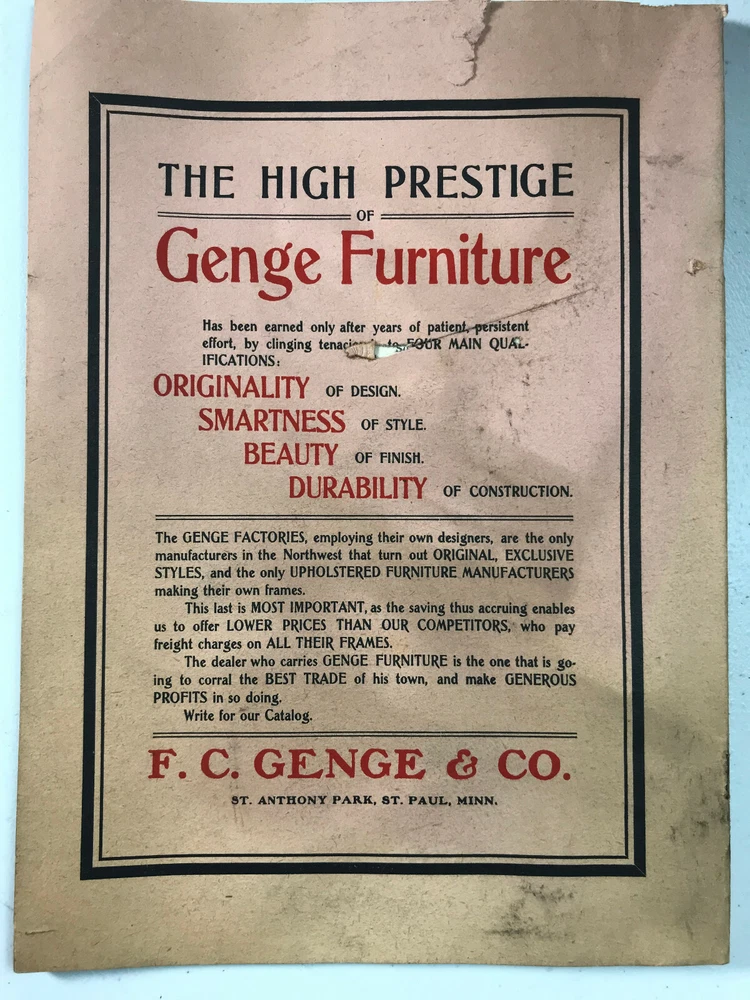 THE HIGH PRESTIGE
OF
Genge Furniture
Has been earned only after years of patient, persistent
effort, by clinging to FOUR MAIN QUAL-
IFICATIONS:
ORIGINALITY OF DESIGN.
SMARTNESS OF STYLE.
BEAUTY OF FINISH.
DURABILITY OF CONSTRUCTION.
The GENGE FACTORIES, employing their own designers, are the only
manufacturers in the Northwest that turn out ORIGINAL, EXCLUSIVE
STYLES, and the only UPHOLSTERED FURNITURE MANUFACTURERS
making their own frames.
This last is MOST IMPORTANT, as the saving thus accruing enables
us to offer LOWER PRICES THAN OUR COMPETITORS, who pay
freight charges on ALL THEIR FRAMES.
The dealer who carries GENGE FURNITURE is the one that is go-
ing to corral the BEST TRADE of his town, and make GENEROUS
PROFITS in so doing.
Write for our Catalog.
F. C. GENGE & CO.
ST. ANTHONY PARK, ST. PAUL, MINN.